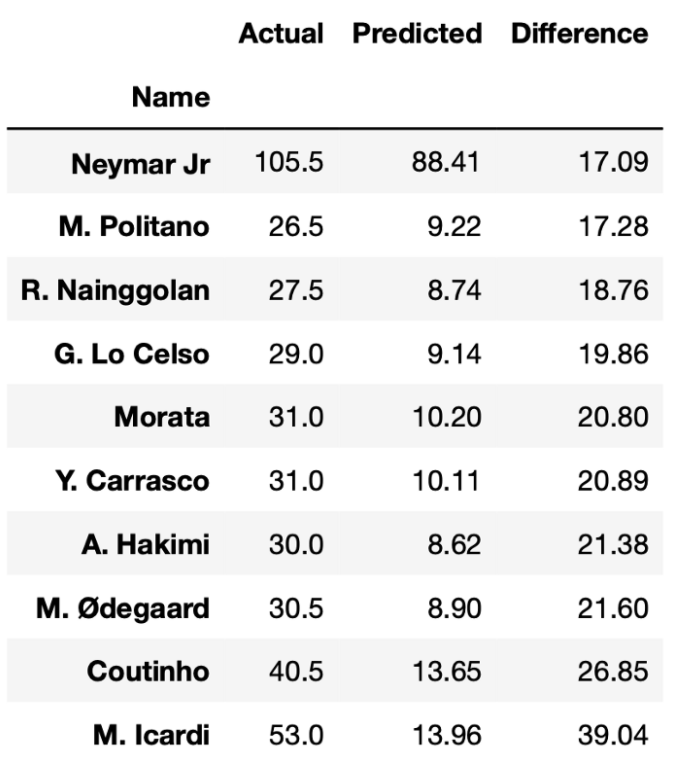 Actual Predicted Difference
Name
Neymar Jr 105.5 88.41 17.09
M. Politano 26.5 9.22 17.28
R. Nainggolan 27.5 8.74 18.76
G. Lo Celso 29.0 9.14 19.86
Morata 31.0 10.20 20.80
Y. Carrasco 31.0 10.11 20.89
A. Hakimi 30.0 8.62 21.38
M. Ødegaard 30.5 8.90 21.60
Coutinho 40.5 13.65 26.85
M. Icardi 53.0 13.96 39.04